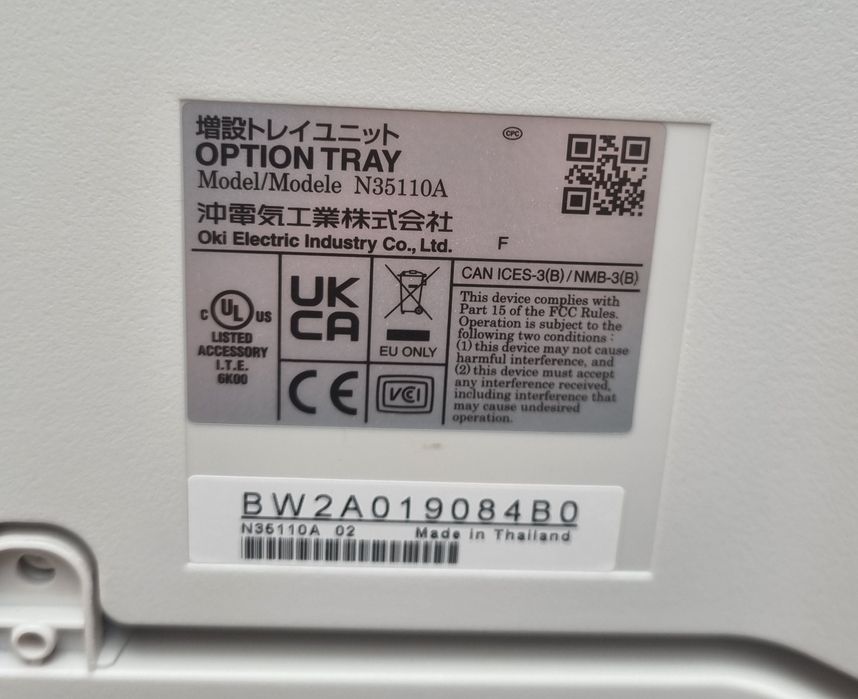 増設トレイユニット
CPC
OPTION TRAY
Model/Modele N35110A
沖電気工業株式会社
Oki Electric Industry Co., Ltd.
F
C UL US
LISTED
ACCESSORY
I.T.E.
6K00
UK
CA
EU ONLY
CE
VCI
CAN ICES-3(B)/NMB-3(B)
This device complies with
Part 15 of the FCC Rules.
Operation is subject to the
following two conditions :
(1) this device may not cause
harmful interference, and
(2) this device must accept
any interference received,
including interference that
may cause undesired
operation.
BW2A019084B0
N35110A 02 Made in Thailand